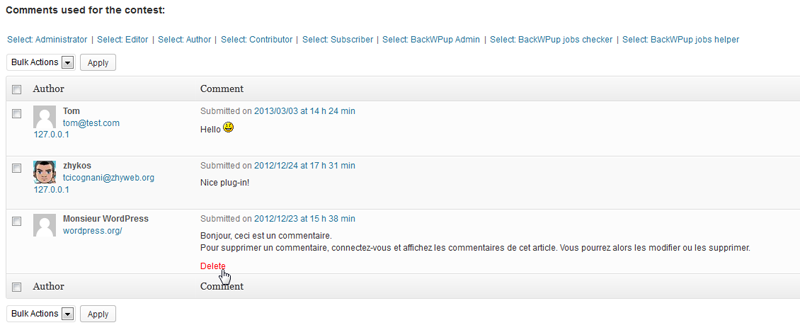 Comments used for the contest:
Select: Administrator | Select: Editor | Select: Author | Select: Contributor | Select: Subscriber | Select: BackWPup Admin | Select: BackWPup jobs checker | Select: BackWPup jobs helper
Bulk Actions Apply
Author Comment
Tom Submitted on 2013/03/03 at 14 h 24 min
tom@test.com
Hello
127.0.0.1
zhykos Submitted on 2012/12/24 at 17 h 31 min
tcicognani@zhyweb.org
Nice plug-in!
127.0.0.1
Monsieur WordPress Submitted on 2012/12/23 at 15 h 38 min
wordpress.org/
Bonjour, ceci est un commentaire.
Pour supprimer un commentaire, connectez-vous et affichez les commentaires de cet article. Vous pourrez alors les modifier ou les supprimer.
Delete
Author Comment
Bulk Actions Apply